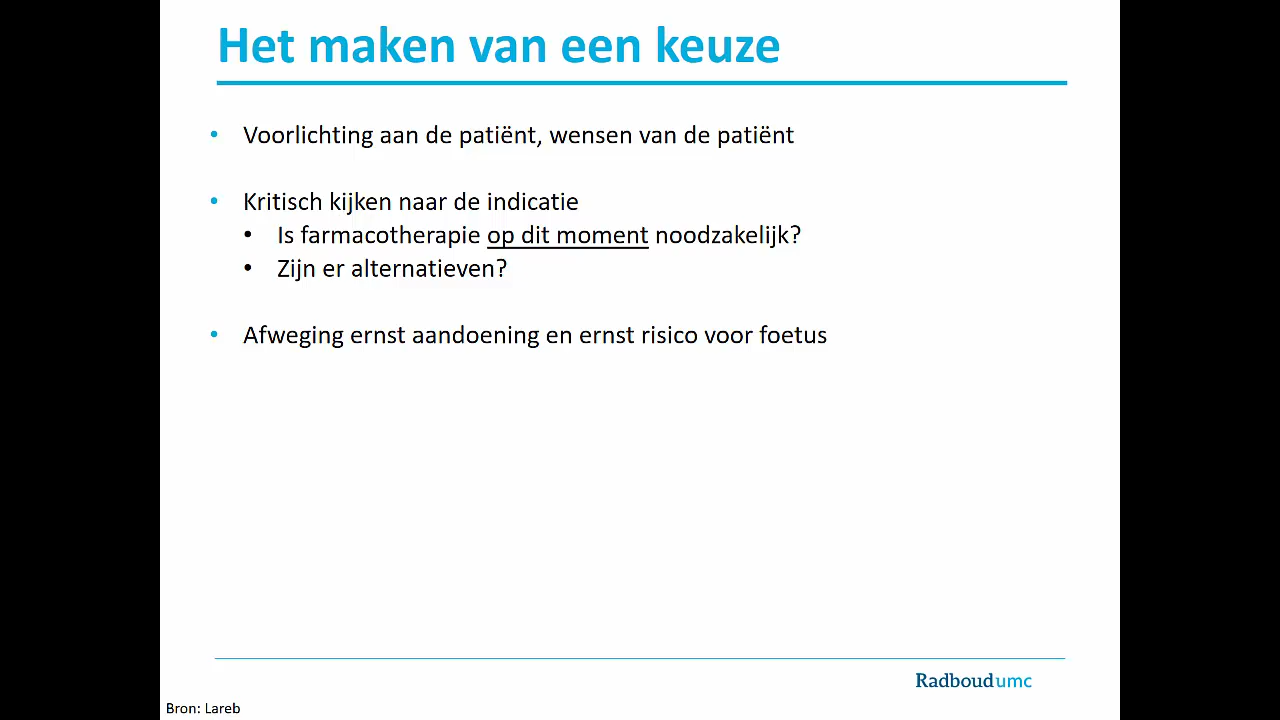 Het maken van een keuze
• Voorlichting aan de patiënt, wensen van de patiënt
• Kritisch kijken naar de indicatie
• Is farmacotherapie op dit moment noodzakelijk?
• Zijn er alternatieven?
• Afweging ernst aandoening en ernst risico voor foetus
Radboudumc
Bron: Lareb